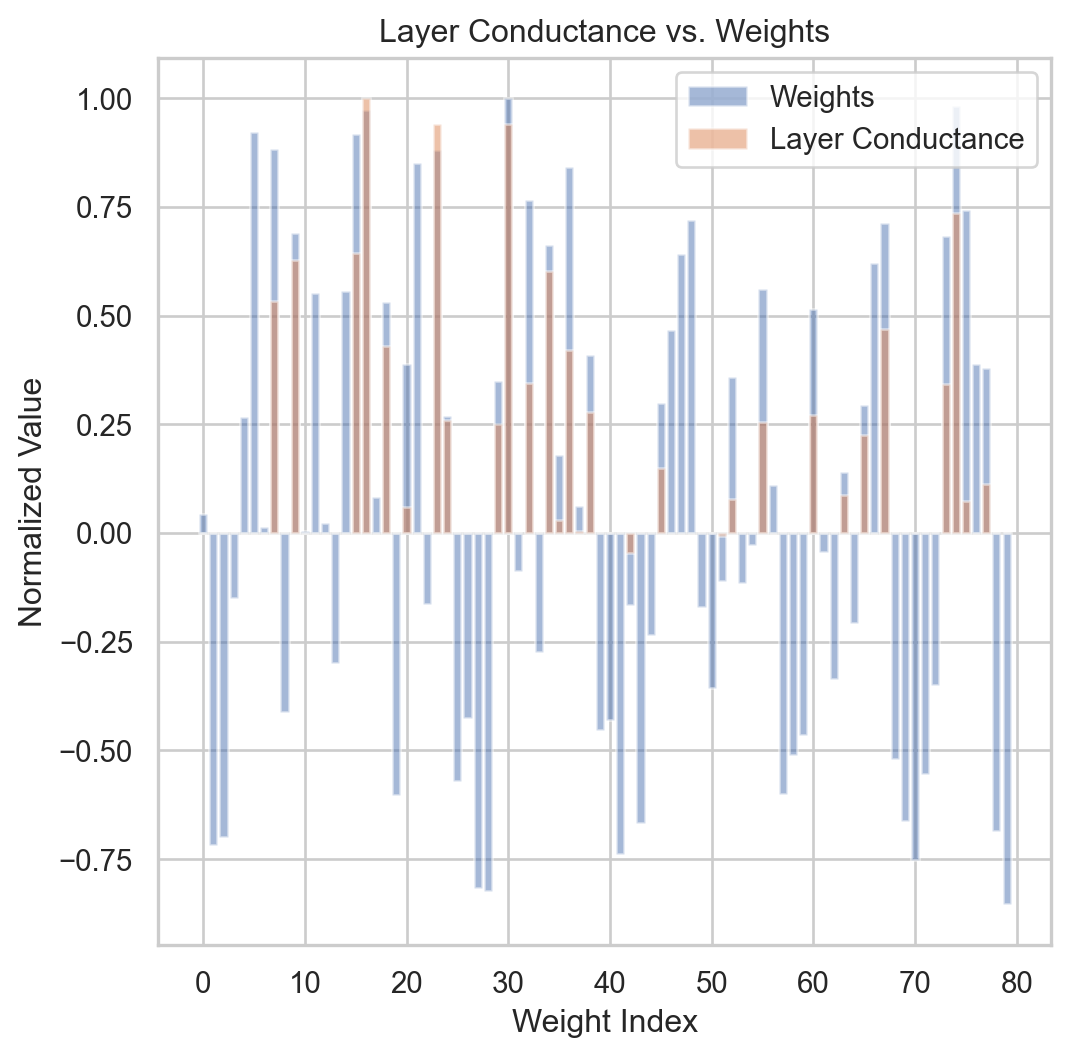 Layer Conductance vs. Weights
Weights
Layer Conductance
Normalized Value
1.00
0.75
0.50
0.25
0.00
−0.25
−0.50
−0.75
0 10 20 30 40 50 60 70 80
Weight Index